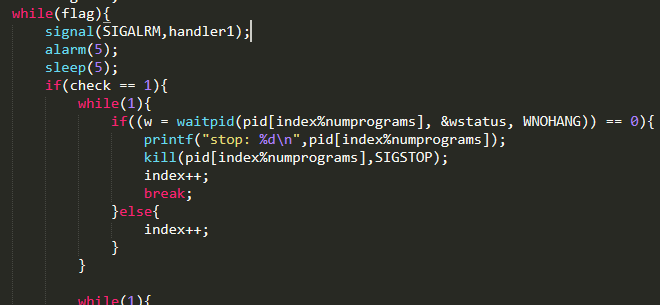 while(flag){
signal(SIGALRM,handler1);
alarm(5);
sleep(5);
if(check == 1){
while(1){
if((w = waitpid(pid[index%numprograms], &wstatus, WNOHANG)) == 0){
printf("stop: %d\n",pid[index%numprograms]);
kill(pid[index%numprograms],SIGSTOP);
index++;
break;
}else{
index++;
}
}
while(1){